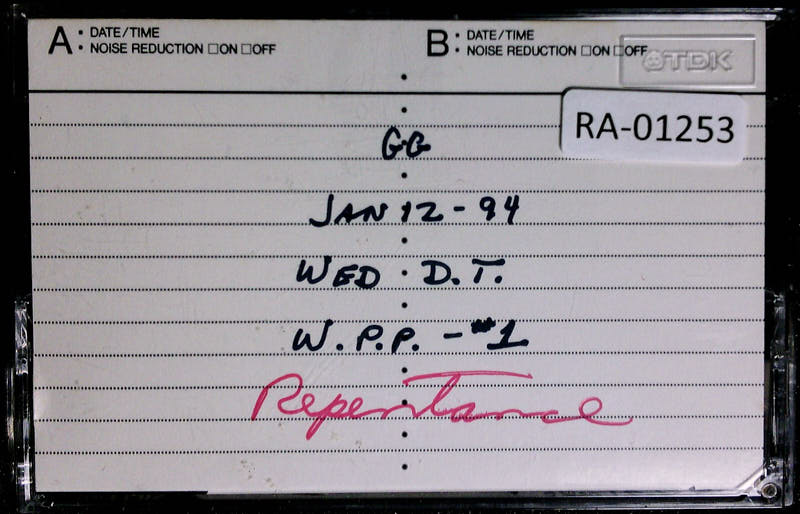 A • DATE/TIME
• NOISE REDUCTION □ON □OFF
B • DATE/TIME
• NOISE REDUCTION □ON □OFF
TDK
RA-01253
GG
JAN 12-94
WED D.T.
W.P.P. - #1
Repentance